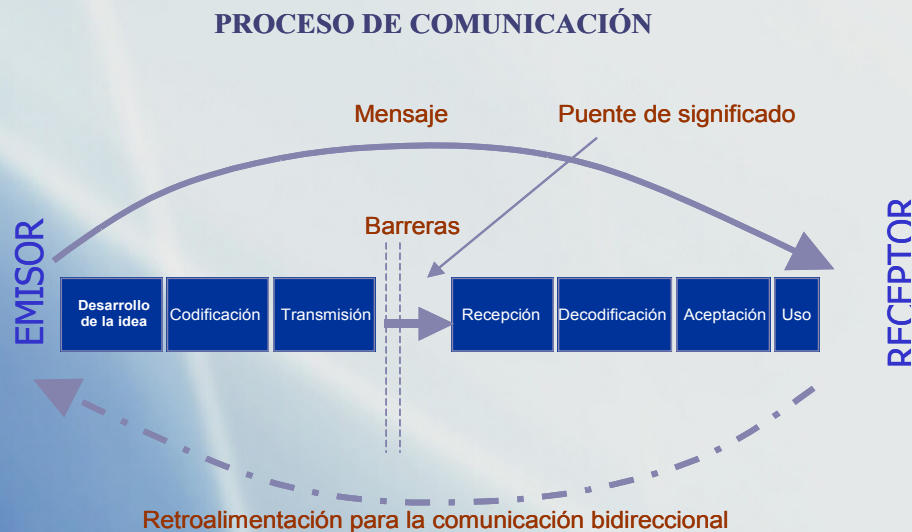 PROCESO DE COMUNICACIÓN
Mensaje
Puente de significado
Barreras
EMISOR
Desarrollo
de la idea
Codificación
Transmisión
Recepción
Decodificación
Aceptación
Uso
RECEPTOR
Retroalimentación para la comunicación bidireccional